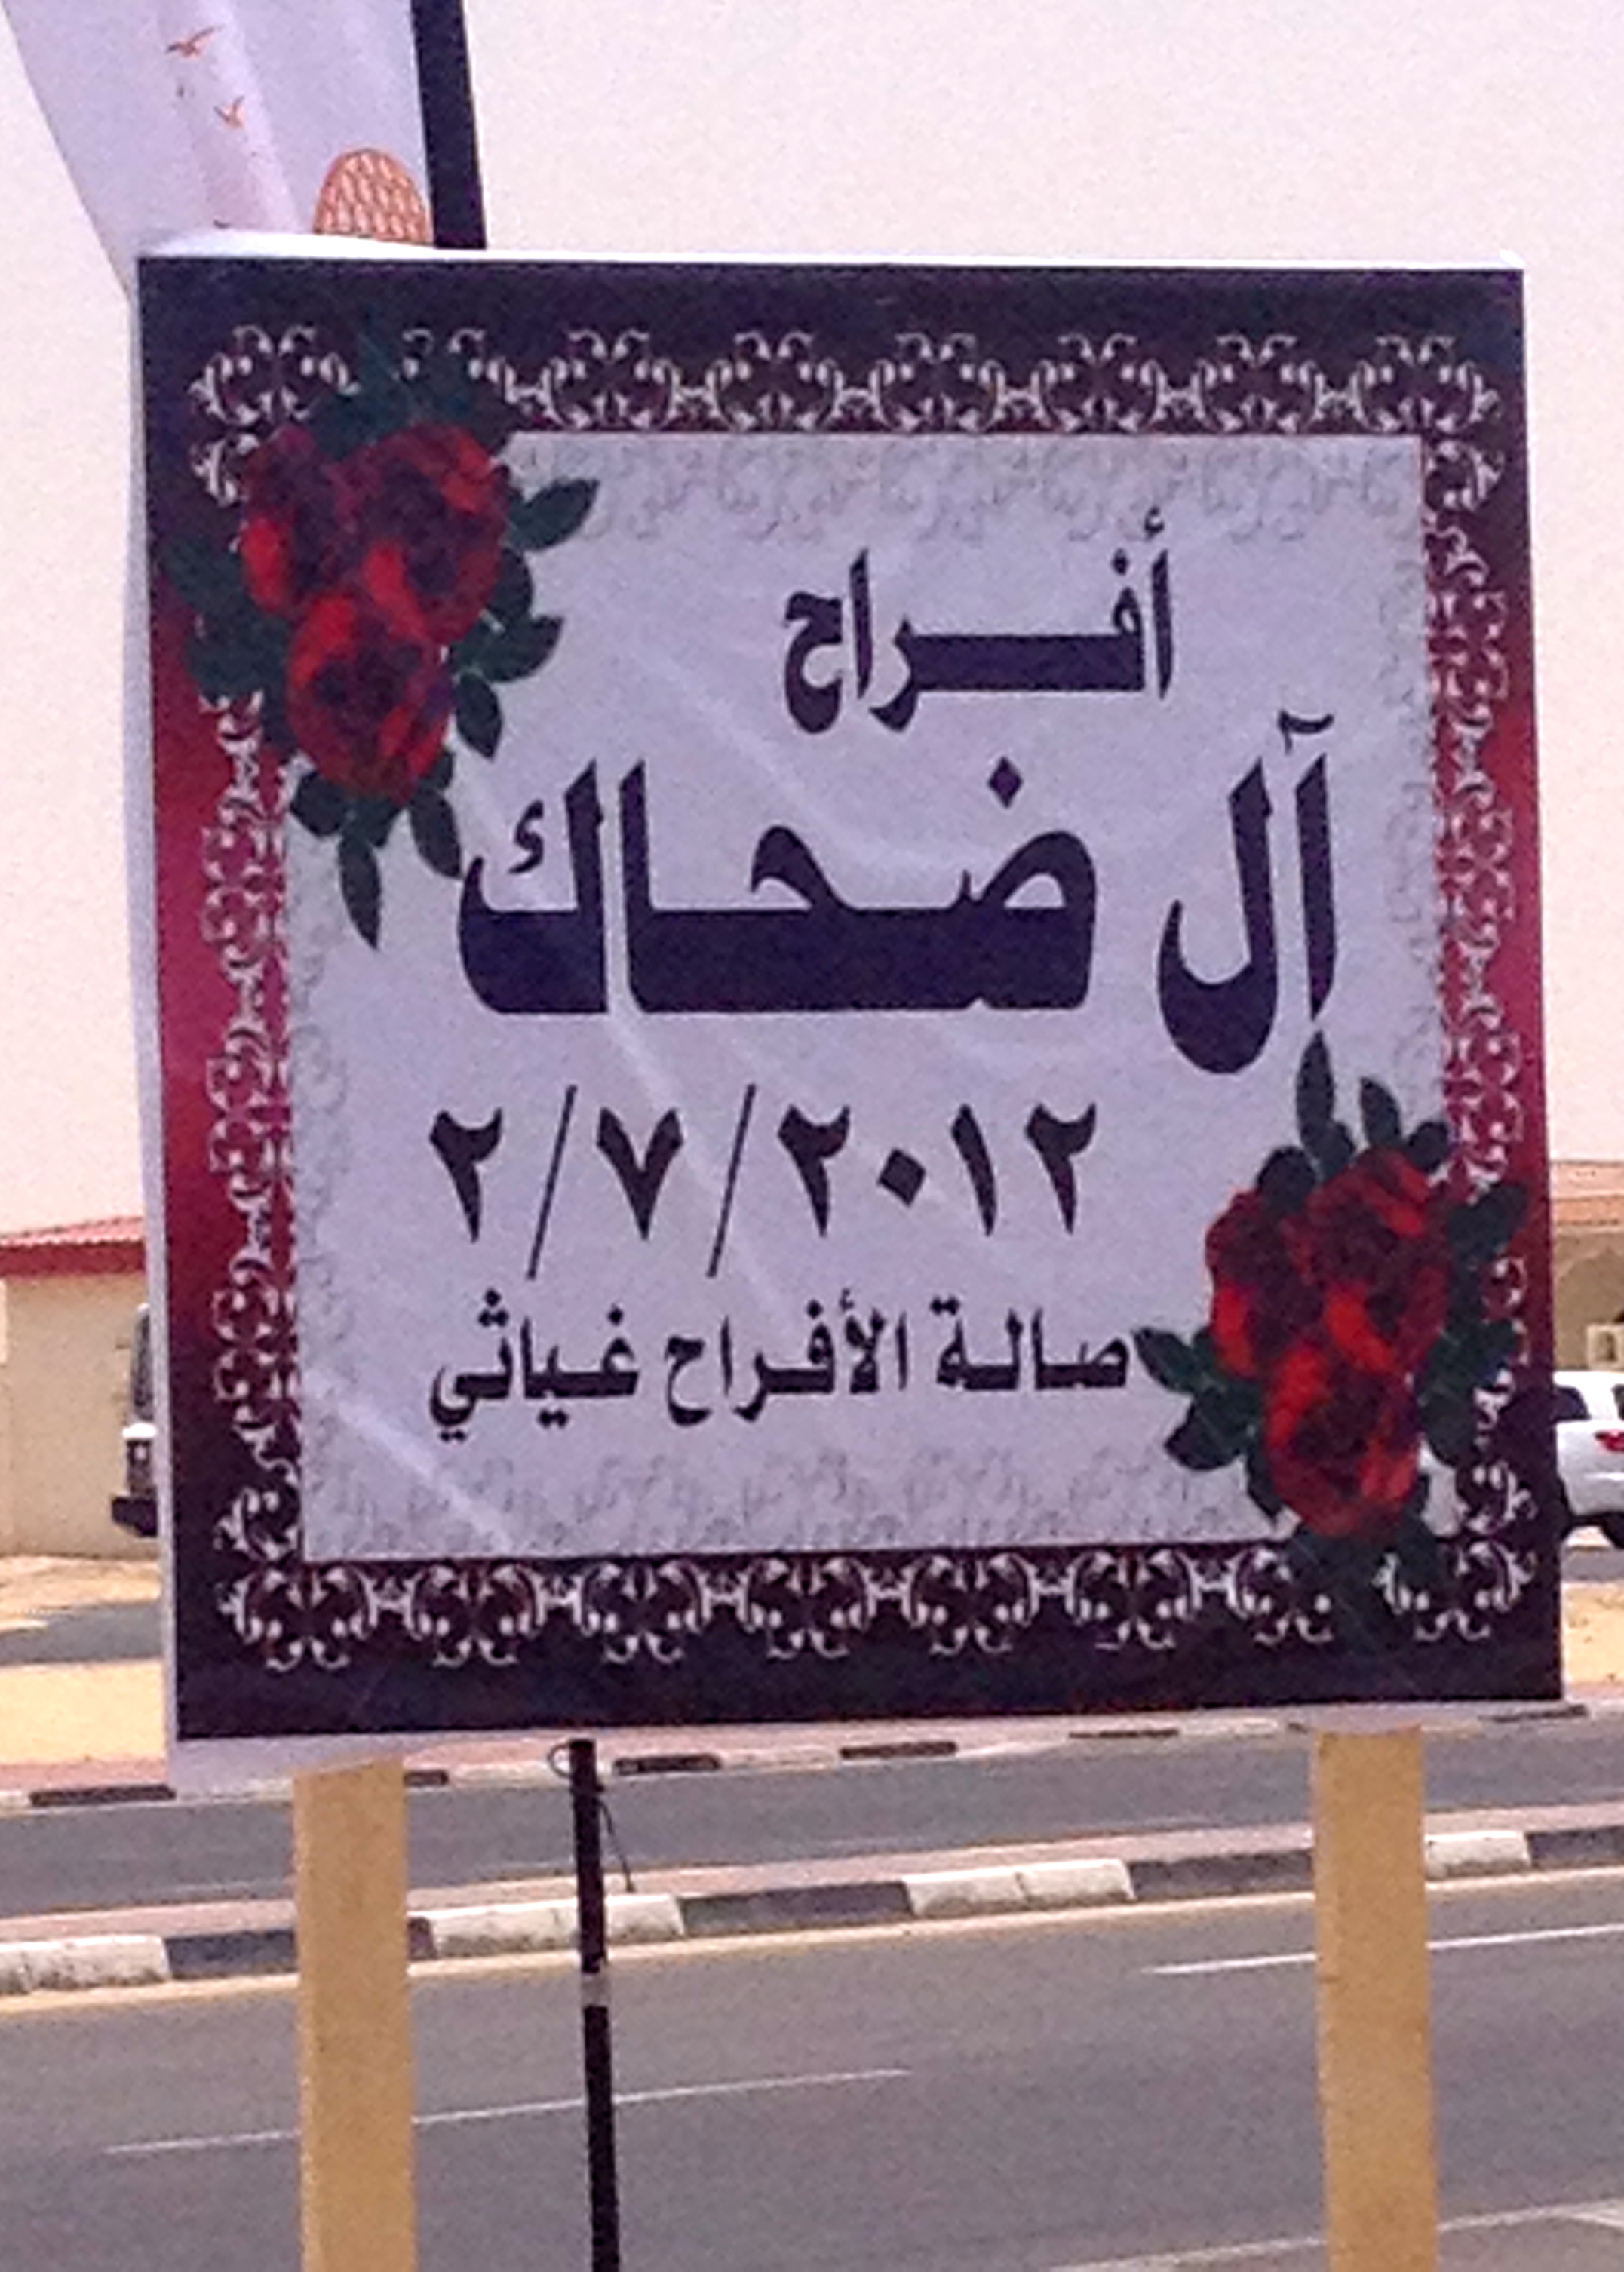 أفراح
آل ضحاك
٢/٧/٢٠١٢
صالة الأفراح غياثي